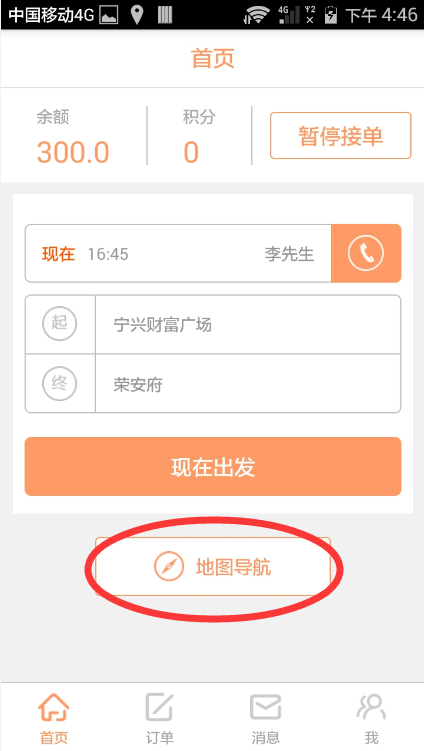 中国移动4G 4G 2 下午 4:46
首页
余额 积分
300.0 0 暂停接单
现在 16:45 李先生
起 宁兴财富广场
终 荣安府
现在出发
地图导航
首页 订单 消息 我